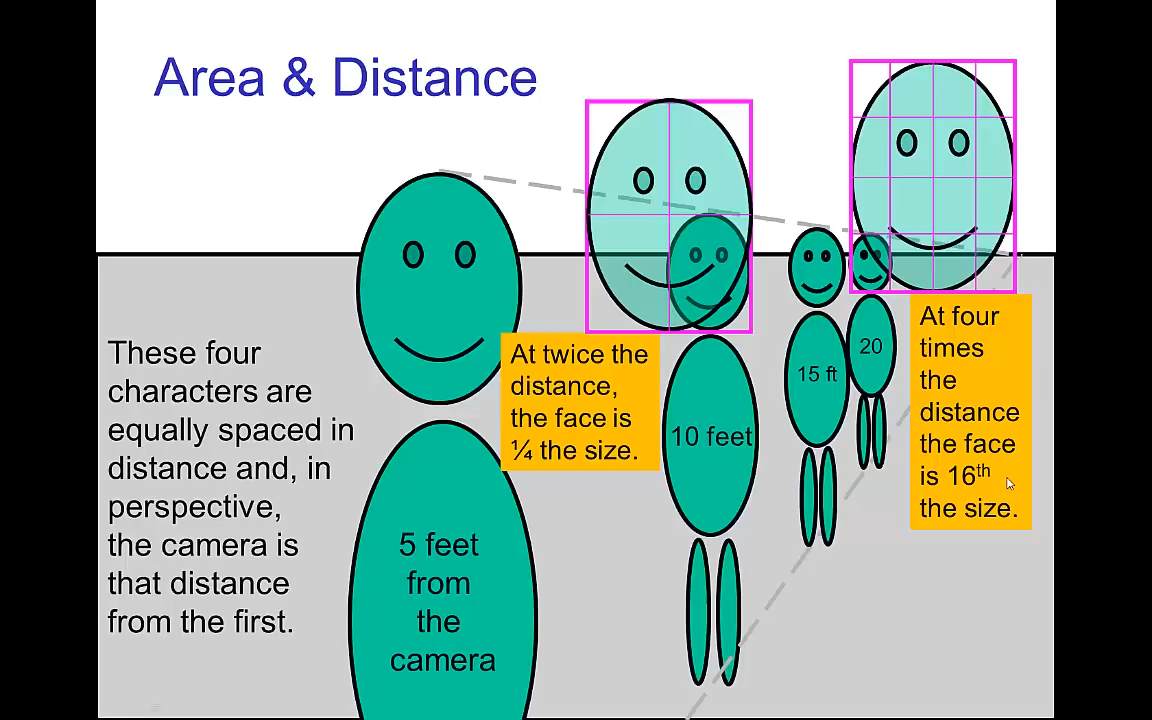 Area & Distance
These four
characters are
equally spaced in
distance and, in
perspective,
the camera is
that distance
from the first.
5 feet
from
the
camera
At twice the
distance,
the face is
¼ the size.
10 feet
15 ft
20
At four
times
the
distance
the face
is 16th
the size.